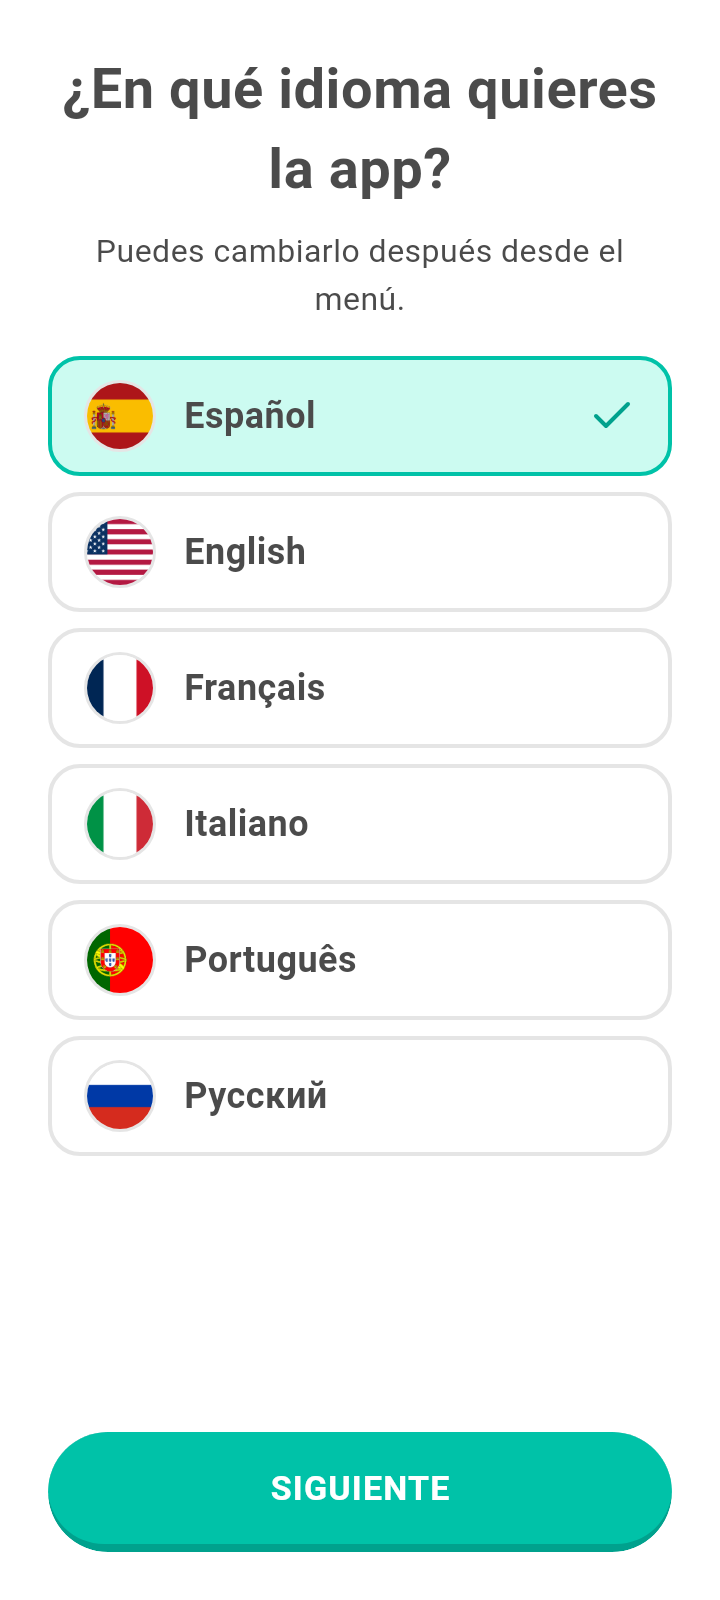 ¿En qué idioma quieres
la app?
Puedes cambiarlo después desde el
menú.
Español
English
Français
Italiano
Português
Русский
SIGUIENTE